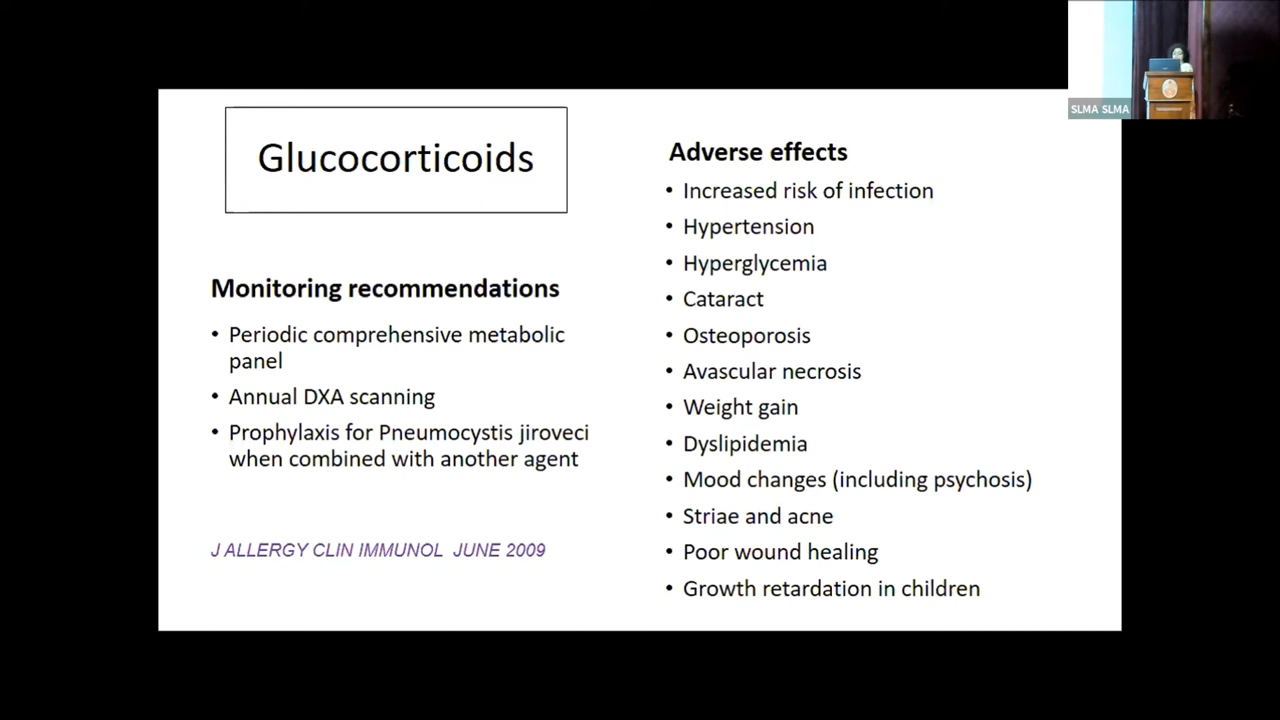 Glucocorticoids
Monitoring recommendations
• Periodic comprehensive metabolic
panel
• Annual DXA scanning
• Prophylaxis for Pneumocystis jiroveci
when combined with another agent
J ALLERGY CLIN IMMUNOL JUNE 2009
Adverse effects
• Increased risk of infection
• Hypertension
• Hyperglycemia
• Cataract
• Osteoporosis
• Avascular necrosis
• Weight gain
• Dyslipidemia
• Mood changes (including psychosis)
• Striae and acne
• Poor wound healing
• Growth retardation in children
SLMA SLMA